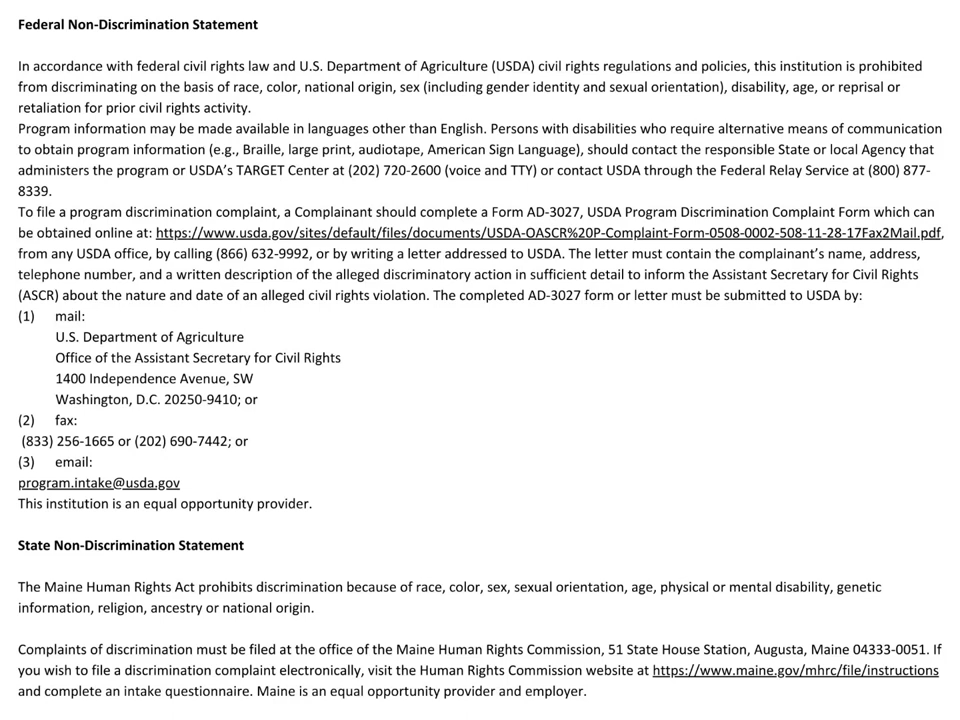 Federal Non-Discrimination Statement
In accordance with federal civil rights law and U.S. Department of Agriculture (USDA) civil rights regulations and policies, this institution is prohibited
from discriminating on the basis of race, color, national origin, sex (including gender identity and sexual orientation), disability, age, or reprisal or
retaliation for prior civil rights activity.
Program information may be made available in languages other than English. Persons with disabilities who require alternative means of communication
to obtain program information (e.g., Braille, large print, audiotape, American Sign Language), should contact the responsible State or local Agency that
administers the program or USDA’s TARGET Center at (202) 720-2600 (voice and TTY) or contact USDA through the Federal Relay Service at (800) 877-
8339.
To file a program discrimination complaint, a Complainant should complete a Form AD-3027, USDA Program Discrimination Complaint Form which can
be obtained online at: https://www.usda.gov/sites/default/files/documents/USDA-OASCR%20P-Complaint-Form-0508-0002-508-11-28-17Fax2Mail.pdf,
from any USDA office, by calling (866) 632-9992, or by writing a letter addressed to USDA. The letter must contain the complainant’s name, address,
telephone number, and a written description of the alleged discriminatory action in sufficient detail to inform the Assistant Secretary for Civil Rights
(ASCR) about the nature and date of an alleged civil rights violation. The completed AD-3027 form or letter must be submitted to USDA by:
(1) mail:
U.S. Department of Agriculture
Office of the Assistant Secretary for Civil Rights
1400 Independence Avenue, SW
Washington, D.C. 20250-9410; or
(2) fax:
(833) 256-1665 or (202) 690-7442; or
(3) email:
program.intake@usda.gov
This institution is an equal opportunity provider.
State Non-Discrimination Statement
The Maine Human Rights Act prohibits discrimination because of race, color, sex, sexual orientation, age, physical or mental disability, genetic
information, religion, ancestry or national origin.
Complaints of discrimination must be filed at the office of the Maine Human Rights Commission, 51 State House Station, Augusta, Maine 04333-0051. If
you wish to file a discrimination complaint electronically, visit the Human Rights Commission website at https://www.maine.gov/mhrc/file/instructions
and complete an intake questionnaire. Maine is an equal opportunity provider and employer.